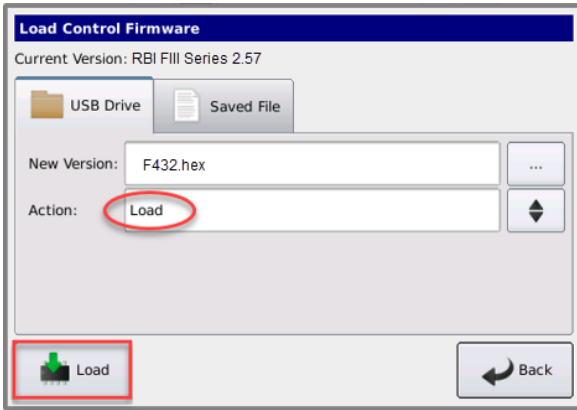 Load Control Firmware
Current Version: RBI FIII Series 2.57
USB Drive
Saved File
New Version: F432.hex ...
Action: Load
Load
Back